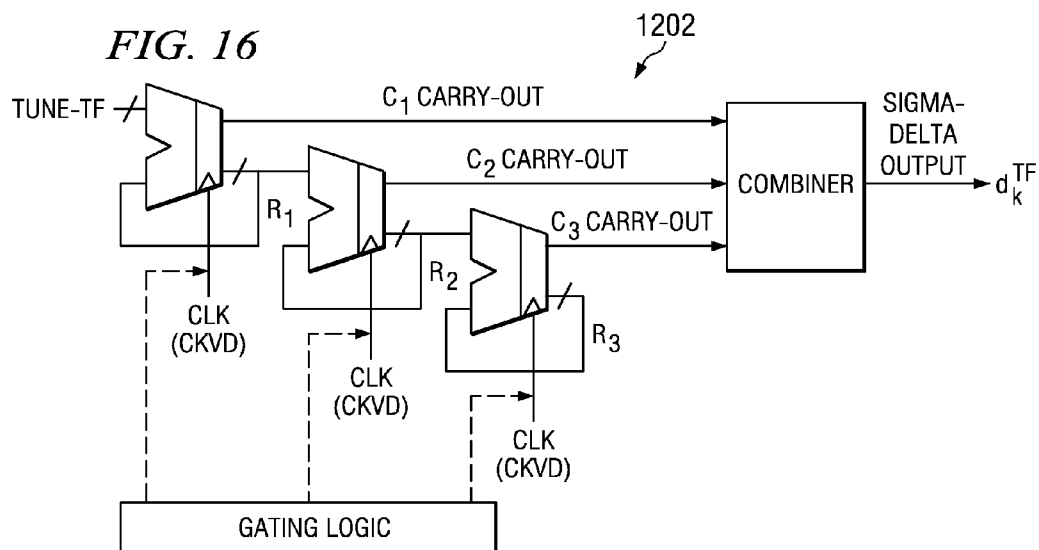 FIG. 16
1202
TUNE-TF
C1 CARRY-OUT
SIGMA-
DELTA
OUTPUT
C2 CARRY-OUT
COMBINER
d_k^TF
R1
C3 CARRY-OUT
R2
CLK
(CKVD)
R3
CLK
(CKVD)
CLK
(CKVD)
GATING LOGIC